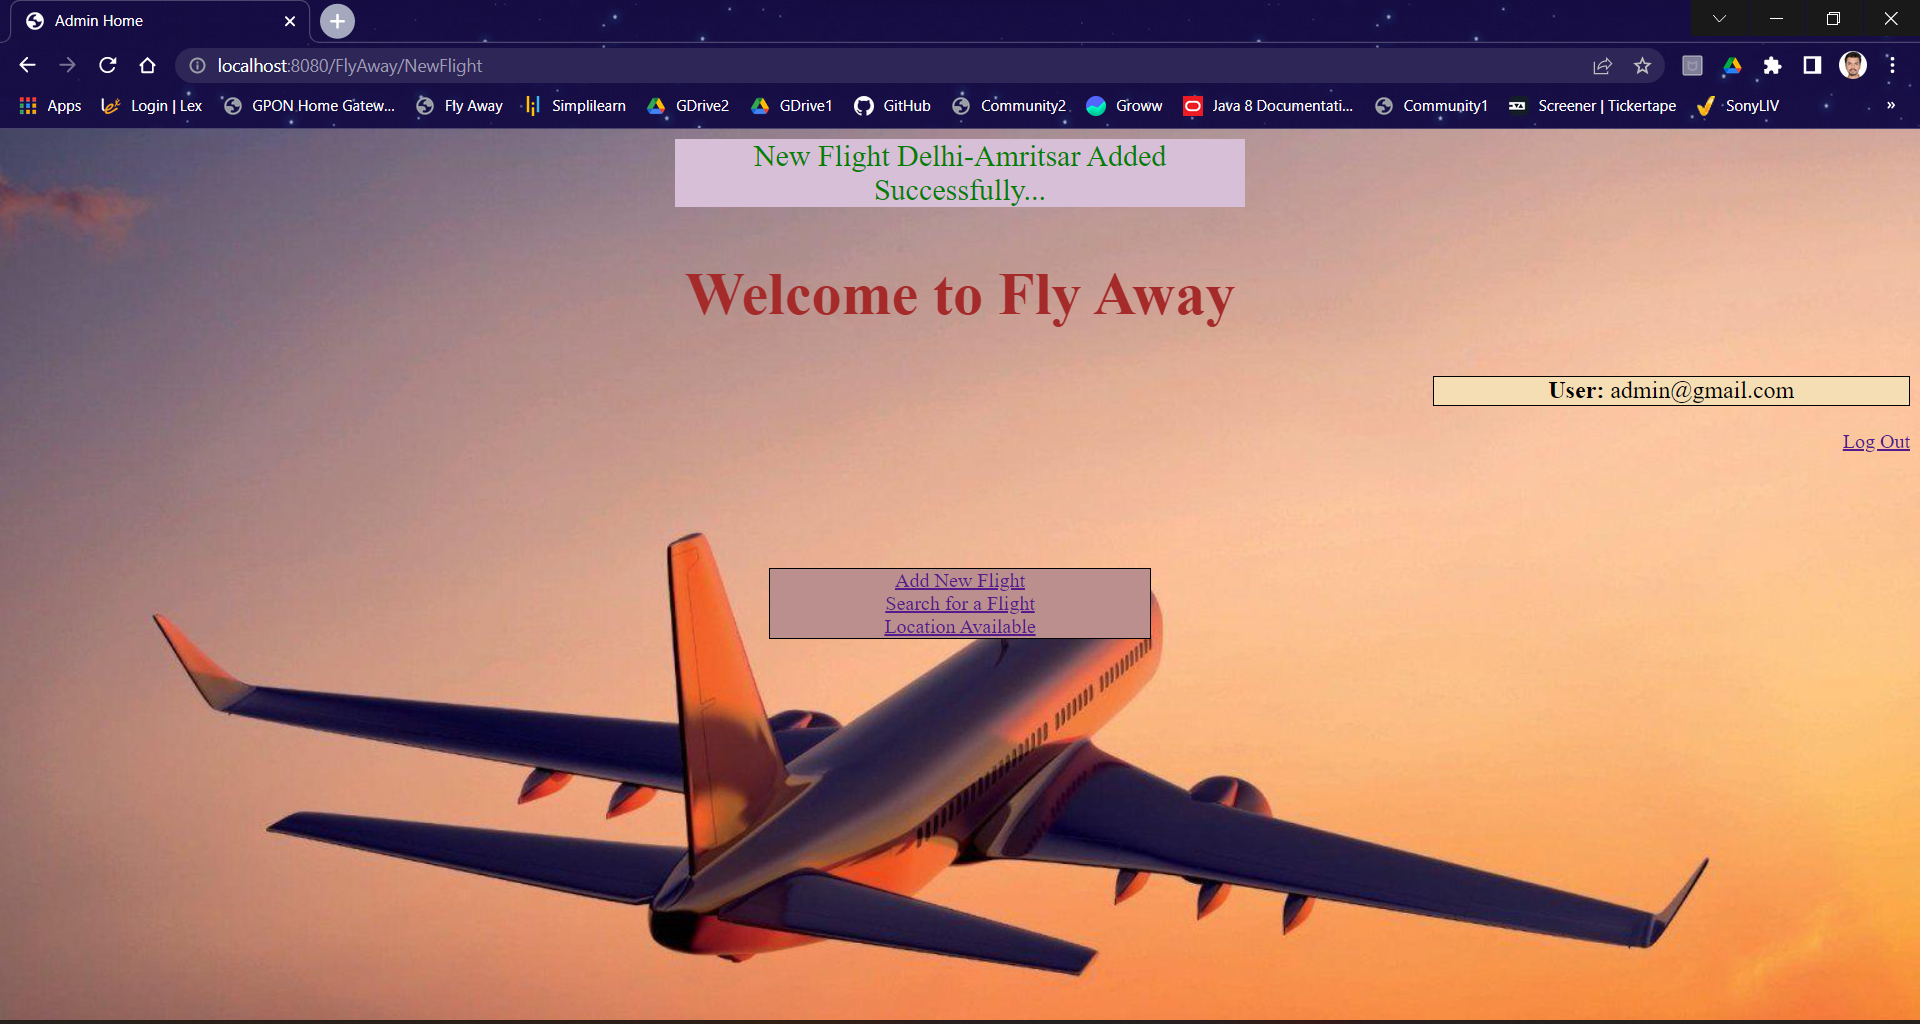 Admin Home
localhost:8080/FlyAway/NewFlight
Apps Login | Lex GPON Home Gatew... Fly Away Simplilearn GDrive2 GDrive1 GitHub Community2 Groww Java 8 Documentati... Community1 Screener | Tickertape SonyLIV »
New Flight Delhi-Amritsar Added
Successfully...
Welcome to Fly Away
User: admin@gmail.com
Log Out
Add New Flight
Search for a Flight
Location Available